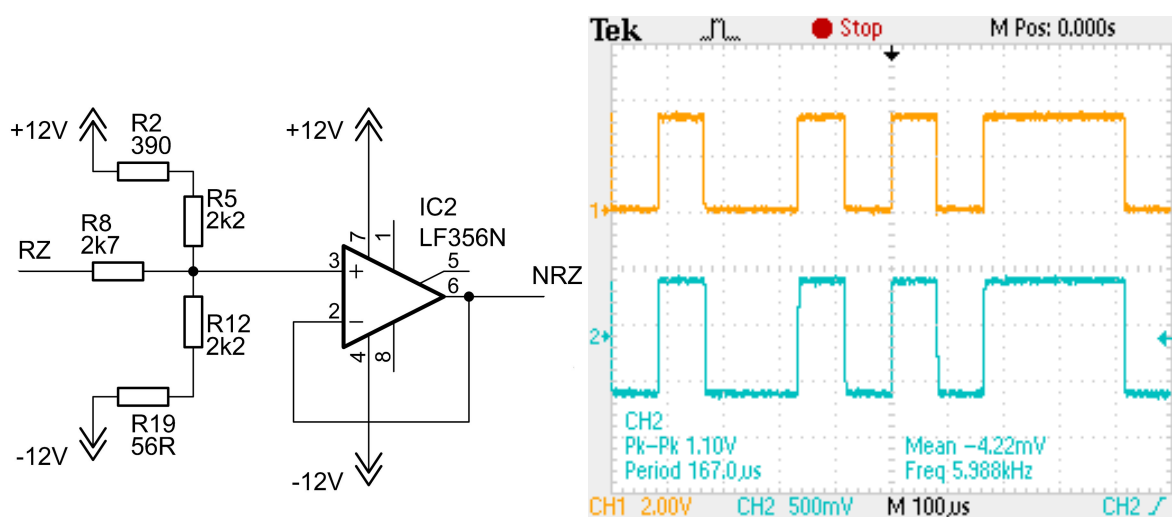 +12V
R2
390
R5
2k2
R8
2k7
RZ
R12
2k2
R19
56R
-12V
+12V
IC2
LF356N
7
1
3
+
5
6
NRZ
2
–
4
8
-12V
Tek
Stop
M Pos: 0.000s
1
2
CH2
Pk–Pk 1.10V
Mean –4.22mV
Period 167.0µs
Freq 5.988kHz
CH1 2.00V
CH2 500mV
M 100µs
CH2